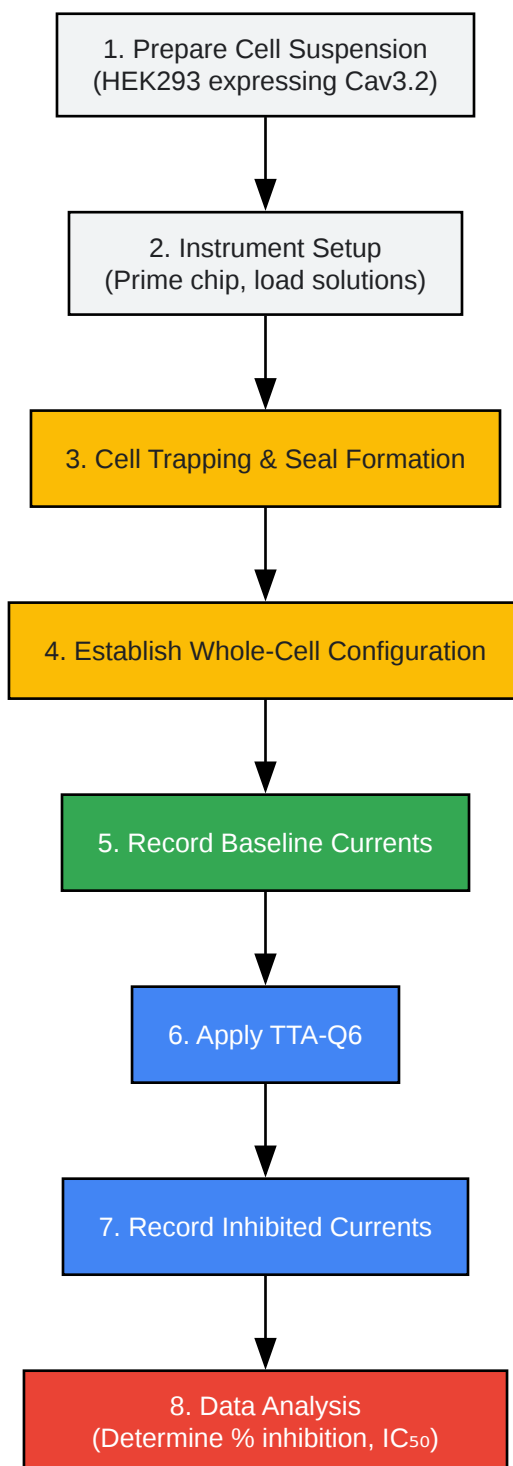 1. Prepare Cell Suspension
(HEK293 expressing Cav3.2)
2. Instrument Setup
(Prime chip, load solutions)
3. Cell Trapping & Seal Formation
4. Establish Whole-Cell Configuration
5. Record Baseline Currents
6. Apply TTA-Q6
7. Record Inhibited Currents
8. Data Analysis
(Determine % inhibition, IC₅₀)